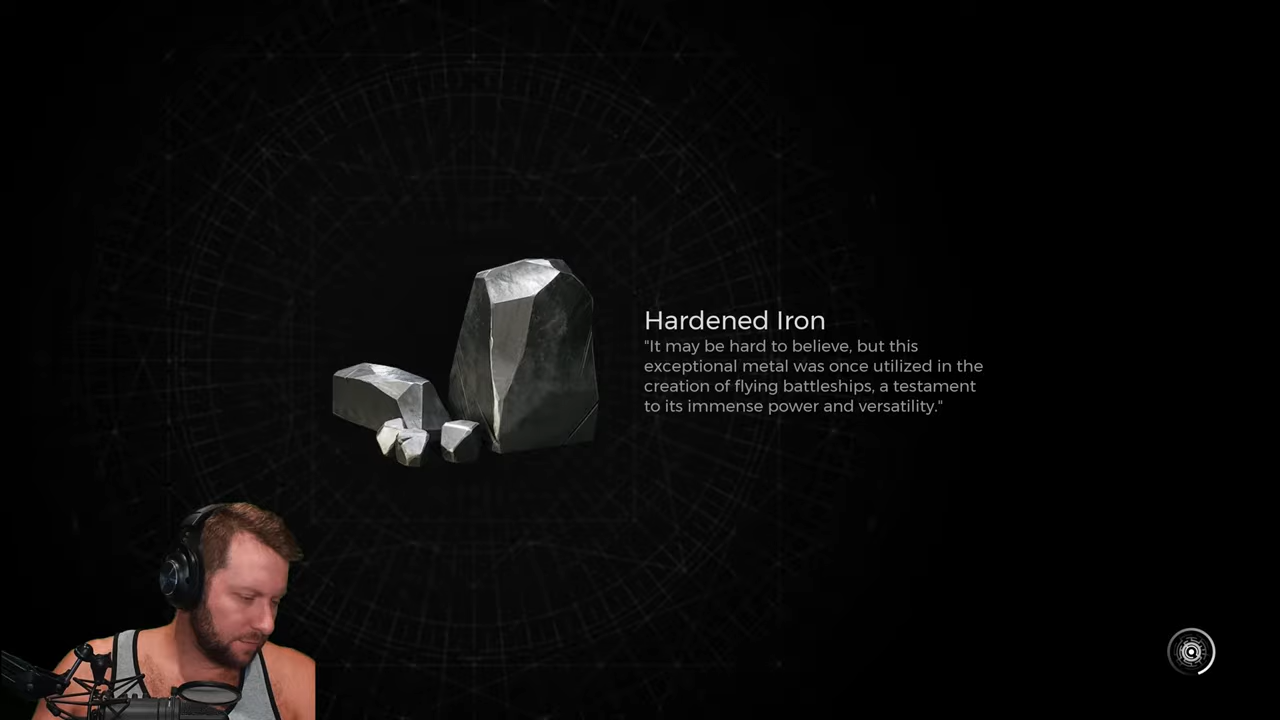 Hardened Iron
"It may be hard to believe, but this
exceptional metal was once utilized in the
creation of flying battleships, a testament
to its immense power and versatility."